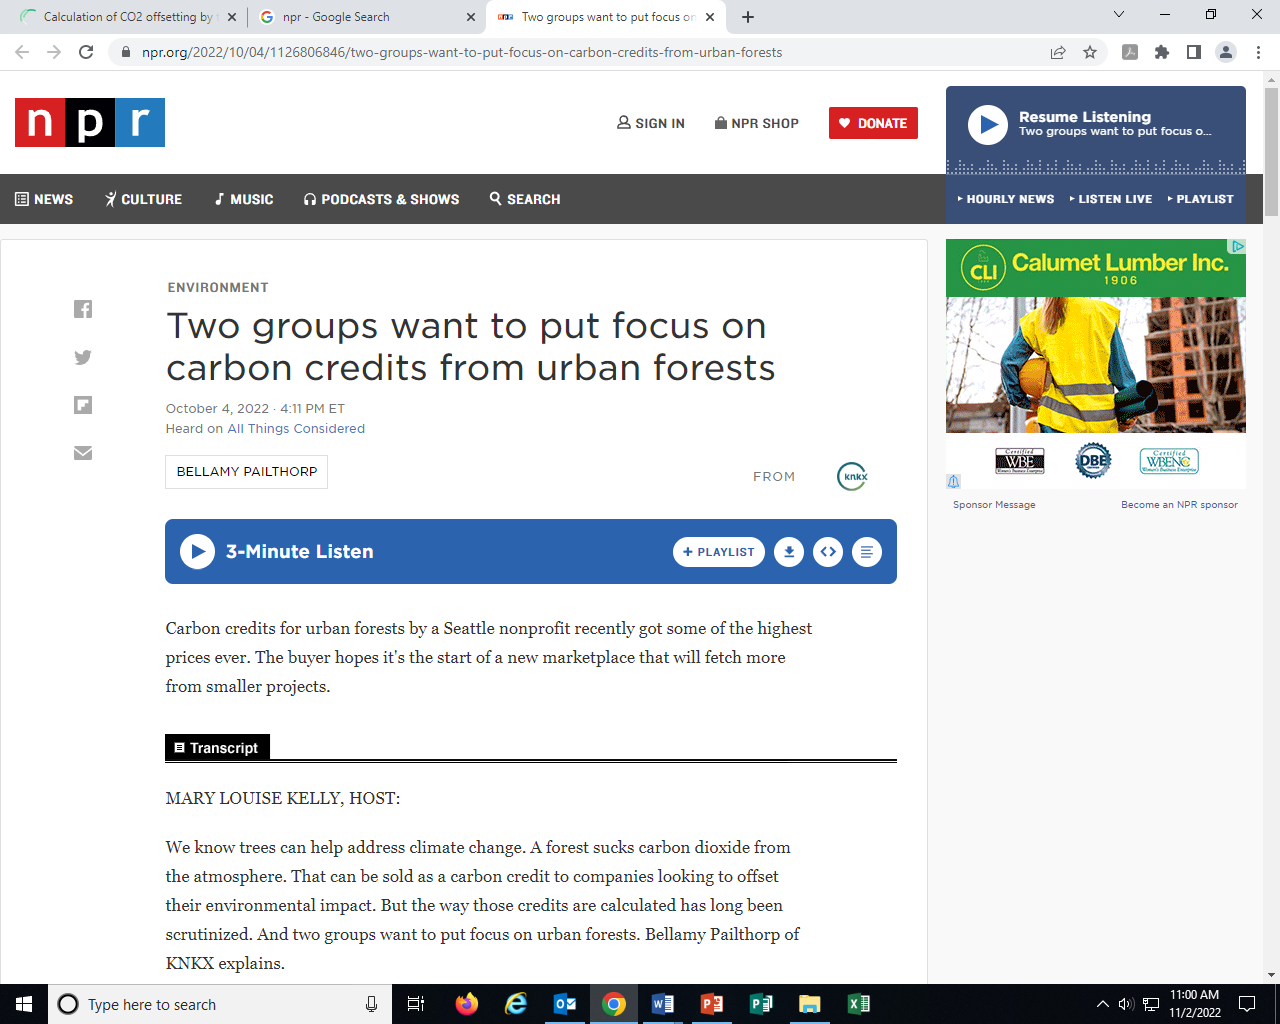 Calculation of CO2 offsetting by
npr - Google Search
Two groups want to put focus on
npr.org/2022/10/04/1126806846/two-groups-want-to-put-focus-on-carbon-credits-from-urban-forests
npr
SIGN IN
NPR SHOP
DONATE
Resume Listening
Two groups want to put focus o...
NEWS
CULTURE
MUSIC
PODCASTS & SHOWS
SEARCH
HOURLY NEWS
LISTEN LIVE
PLAYLIST
CLI
Calumet Lumber Inc.
1906
Certified
WBE
Women's Business Enterprise
DBE
Certified
WBENC
Women's Business Enterprise
Sponsor Message
Become an NPR sponsor
ENVIRONMENT
Two groups want to put focus on
carbon credits from urban forests
October 4, 2022 · 4:11 PM ET
Heard on All Things Considered
BELLAMY PAILTHORP
FROM
knkx
3-Minute Listen
+ PLAYLIST
Carbon credits for urban forests by a Seattle nonprofit recently got some of the highest
prices ever. The buyer hopes it's the start of a new marketplace that will fetch more
from smaller projects.
Transcript
MARY LOUISE KELLY, HOST:
We know trees can help address climate change. A forest sucks carbon dioxide from
the atmosphere. That can be sold as a carbon credit to companies looking to offset
their environmental impact. But the way those credits are calculated has long been
scrutinized. And two groups want to put focus on urban forests. Bellamy Pailthorp of
KNKX explains.
Type here to search
11:00 AM
11/2/2022